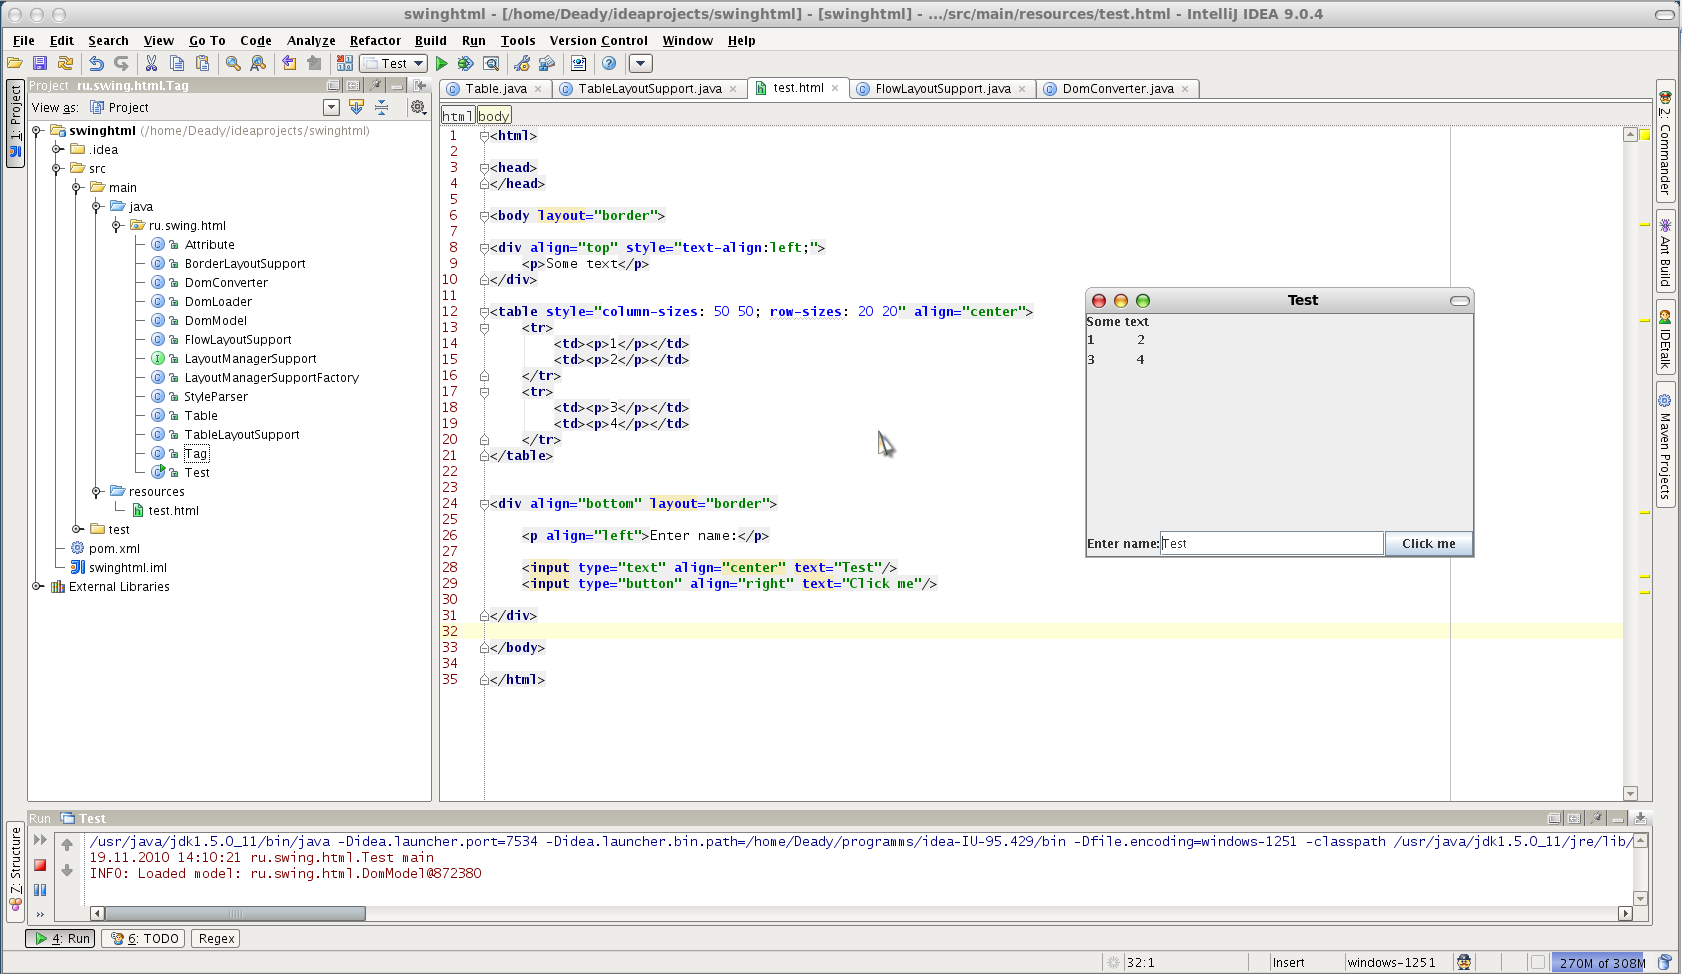 swinghtml - [/home/Deady/ideaprojects/swinghtml] - [swinghtml] - .../src/main/resources/test.html - IntelliJ IDEA 9.0.4
File Edit Search View Go To Code Analyze Refactor Build Run Tools Version Control Window Help
Test
Project ru.swing.html.Tag
View as: Project
1: Project
swinghtml (/home/Deady/ideaprojects/swinghtml)
.idea
src
main
java
ru.swing.html
Attribute
BorderLayoutSupport
DomConverter
DomLoader
DomModel
FlowLayoutSupport
LayoutManagerSupport
LayoutManagerSupportFactory
StyleParser
Table
TableLayoutSupport
Tag
Test
resources
test.html
test
pom.xml
swinghtml.iml
External Libraries
Table.java TableLayoutSupport.java test.html FlowLayoutSupport.java DomConverter.java
html body
1 <html>
2
3 <head>
4 </head>
5
6 <body layout="border">
7
8 <div align="top" style="text-align:left;">
9 <p>Some text</p>
10 </div>
11
12 <table style="column-sizes: 50 50; row-sizes: 20 20" align="center">
13 <tr>
14 <td><p>1</p></td>
15 <td><p>2</p></td>
16 </tr>
17 <tr>
18 <td><p>3</p></td>
19 <td><p>4</p></td>
20 </tr>
21 </table>
22
23
24 <div align="bottom" layout="border">
25
26 <p align="left">Enter name:</p>
27
28 <input type="text" align="center" text="Test"/>
29 <input type="button" align="right" text="Click me"/>
30
31 </div>
32
33 </body>
34
35 </html>
Test
Some text
1 2
3 4
Enter name: Test Click me
2: Commander
Ant Build
IDEtalk
Maven Projects
Run Test
Z: Structure
/usr/java/jdk1.5.0_11/bin/java -Didea.launcher.port=7534 -Didea.launcher.bin.path=/home/Deady/programms/idea-IU-95.429/bin -Dfile.encoding=windows-1251 -classpath /usr/java/jdk1.5.0_11/jre/lib/
19.11.2010 14:10:21 ru.swing.html.Test main
INFO: Loaded model: ru.swing.html.DomModel@872380
4: Run 6: TODO Regex
32:1 Insert windows-1251 270M of 308M